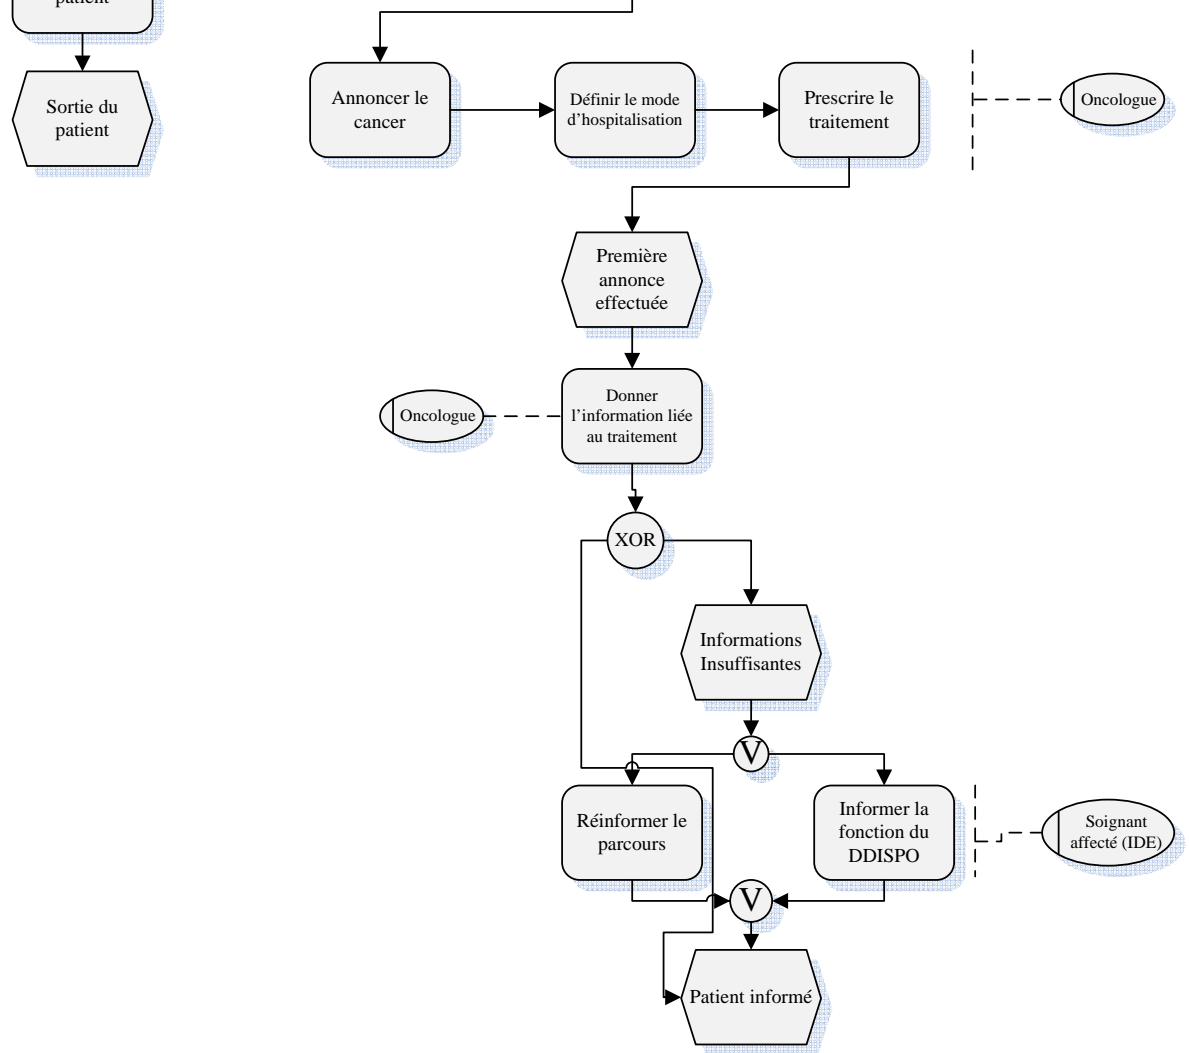 patient
Sortie du
patient
Annoncer le
cancer
Définir le mode
d’hospitalisation
Prescrire le
traitement
Oncologue
Première
annonce
effectuée
Donner
l’information liée
au traitement
Oncologue
XOR
Informations
Insuffisantes
V
Réinformer le
parcours
Informer la
fonction du
DDISPO
Soignant
affecté (IDE)
V
Patient informé